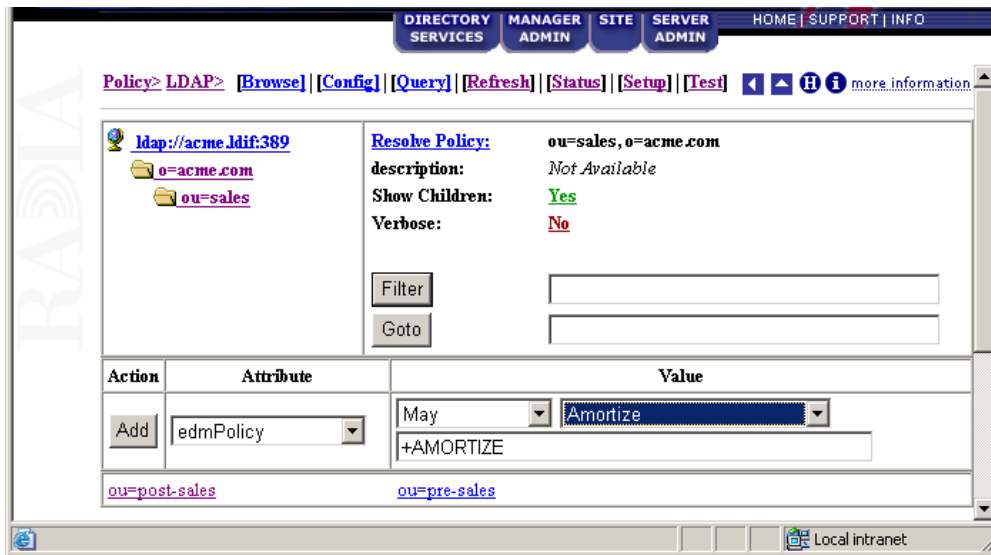 DIRECTORY SERVICES MANAGER ADMIN SITE SERVER ADMIN HOME | SUPPORT | INFO
Policy> LDAP> [Browse] | [Config] | [Query] | [Refresh] | [Status] | [Setup] | [Test] H i more information
ldap://acme.ldif:389
o=acme.com
ou=sales
Resolve Policy: ou=sales, o=acme.com
description: Not Available
Show Children: Yes
Verbose: No
Filter
Goto
RADIA
Action Attribute Value
Add edmPolicy May Amortize
+AMORTIZE
ou=post-sales ou=pre-sales
Local intranet